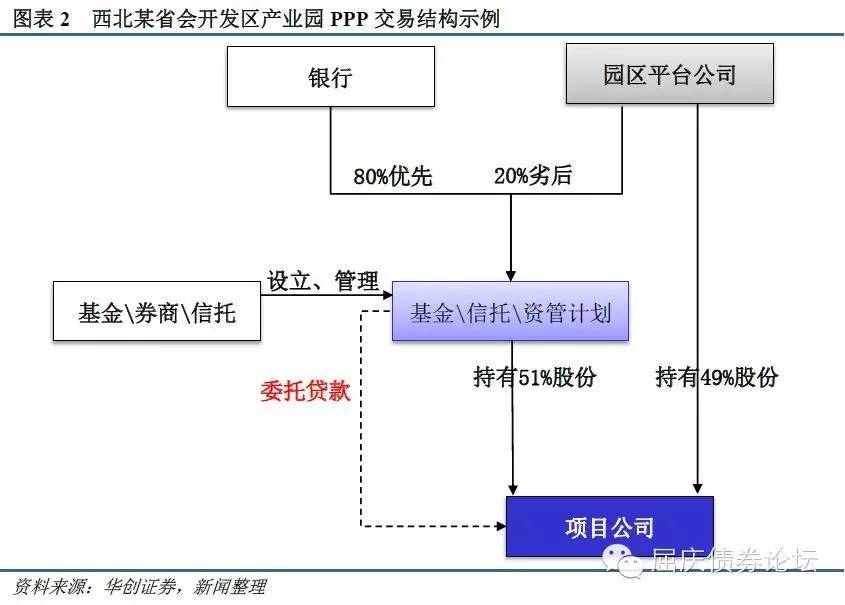 图表 2 西北某省会开发区产业园 PPP 交易结构示例
银行
园区平台公司
80%优先
20%劣后
设立、管理
基金\券商\信托
基金\信托\资管计划
委托贷款
持有51%股份
持有49%股份
项目公司
屈庆债券论坛
资料来源：华创证券，新闻整理